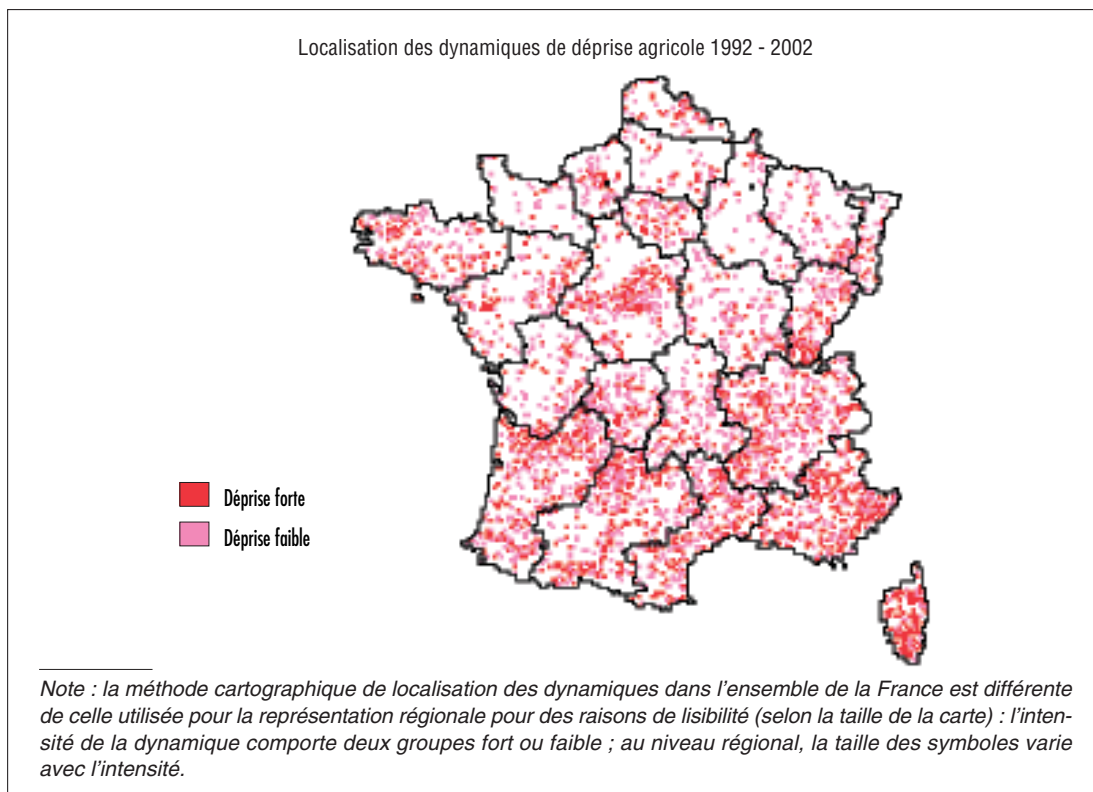 Localisation des dynamiques de déprise agricole 1992 - 2002
Déprise forte
Déprise faible
Note : la méthode cartographique de localisation des dynamiques dans l'ensemble de la France est différente
de celle utilisée pour la représentation régionale pour des raisons de lisibilité (selon la taille de la carte) : l'inten-
sité de la dynamique comporte deux groupes fort ou faible ; au niveau régional, la taille des symboles varie
avec l'intensité.